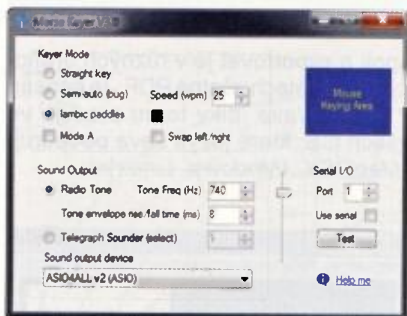 Morse Keyer V3.0
Keyer Mode
Straight key
Semi-auto (bug) Speed (wpm) 25
Iambic paddles
Mode A Swap left/right
Mouse
Keying Area
Sound Output
Radio Tone Tone Freq (Hz) 740
Tone envelope rise/fall time (ms) 8
Telegraph Sounder (select)
Sound output device
ASIO4ALL v2 (ASIO)
Serial I/O
Port 1
Use serial
Test
Help me